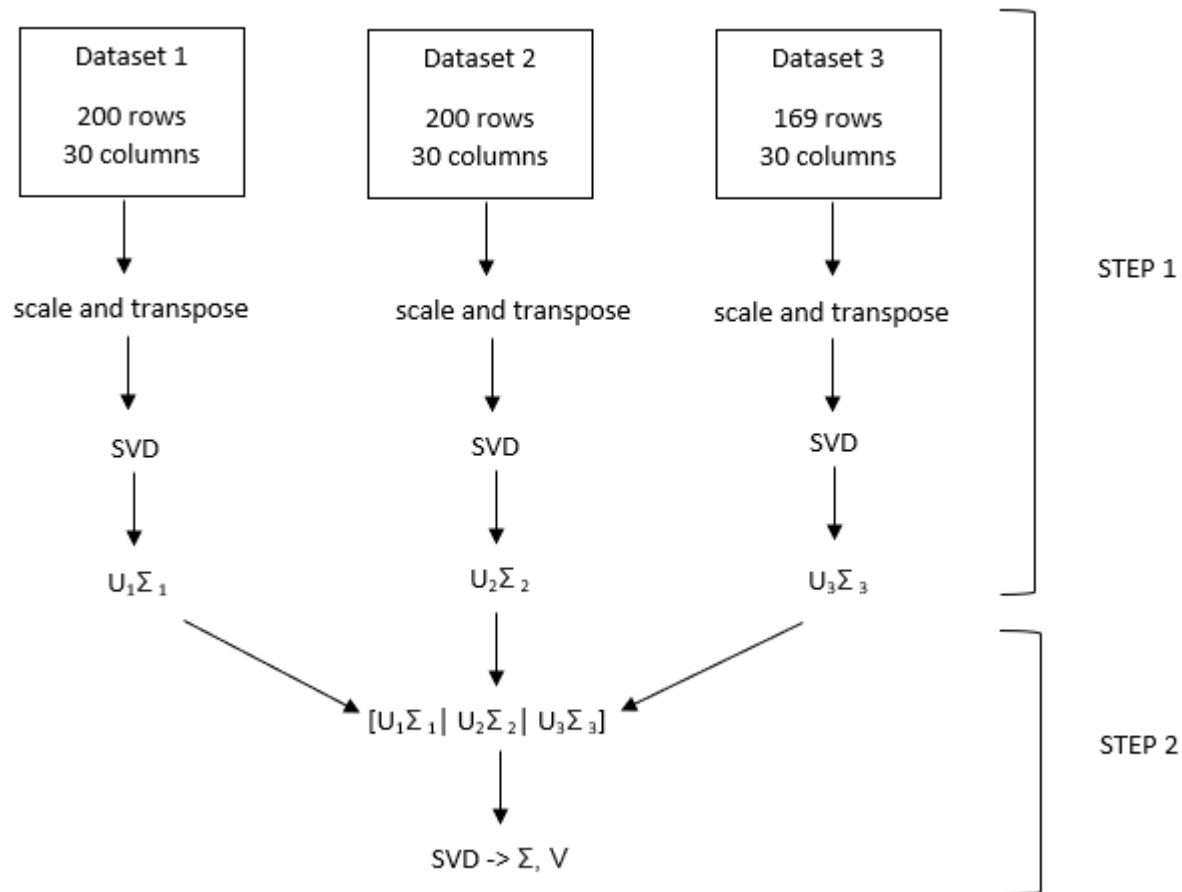 Dataset 1
200 rows
30 columns
Dataset 2
200 rows
30 columns
Dataset 3
169 rows
30 columns
STEP 1
scale and transpose
scale and transpose
scale and transpose
SVD
SVD
SVD
U₁Σ₁
U₂Σ₂
U₃Σ₃
[U₁Σ₁| U₂Σ₂| U₃Σ₃]
STEP 2
SVD -> Σ, V